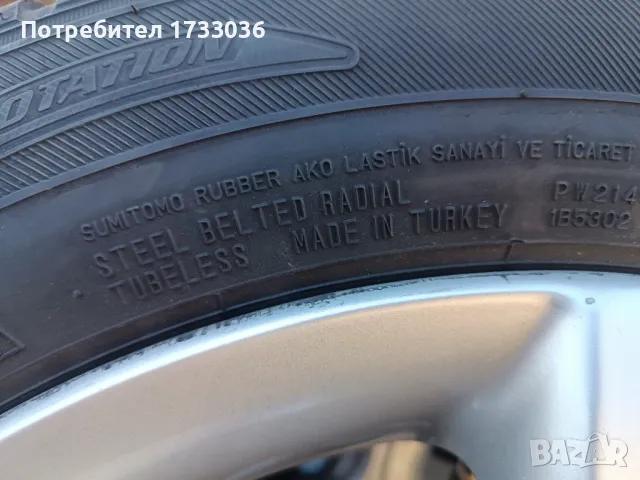 Потребител 1733036
OTATION
SUMITOMO RUBBER AKO LASTİK SANAYİ VE TİCARET
STEEL BELTED RADIAL PW214
TUBELESS MADE IN TURKEY 1B5302
BAZAR